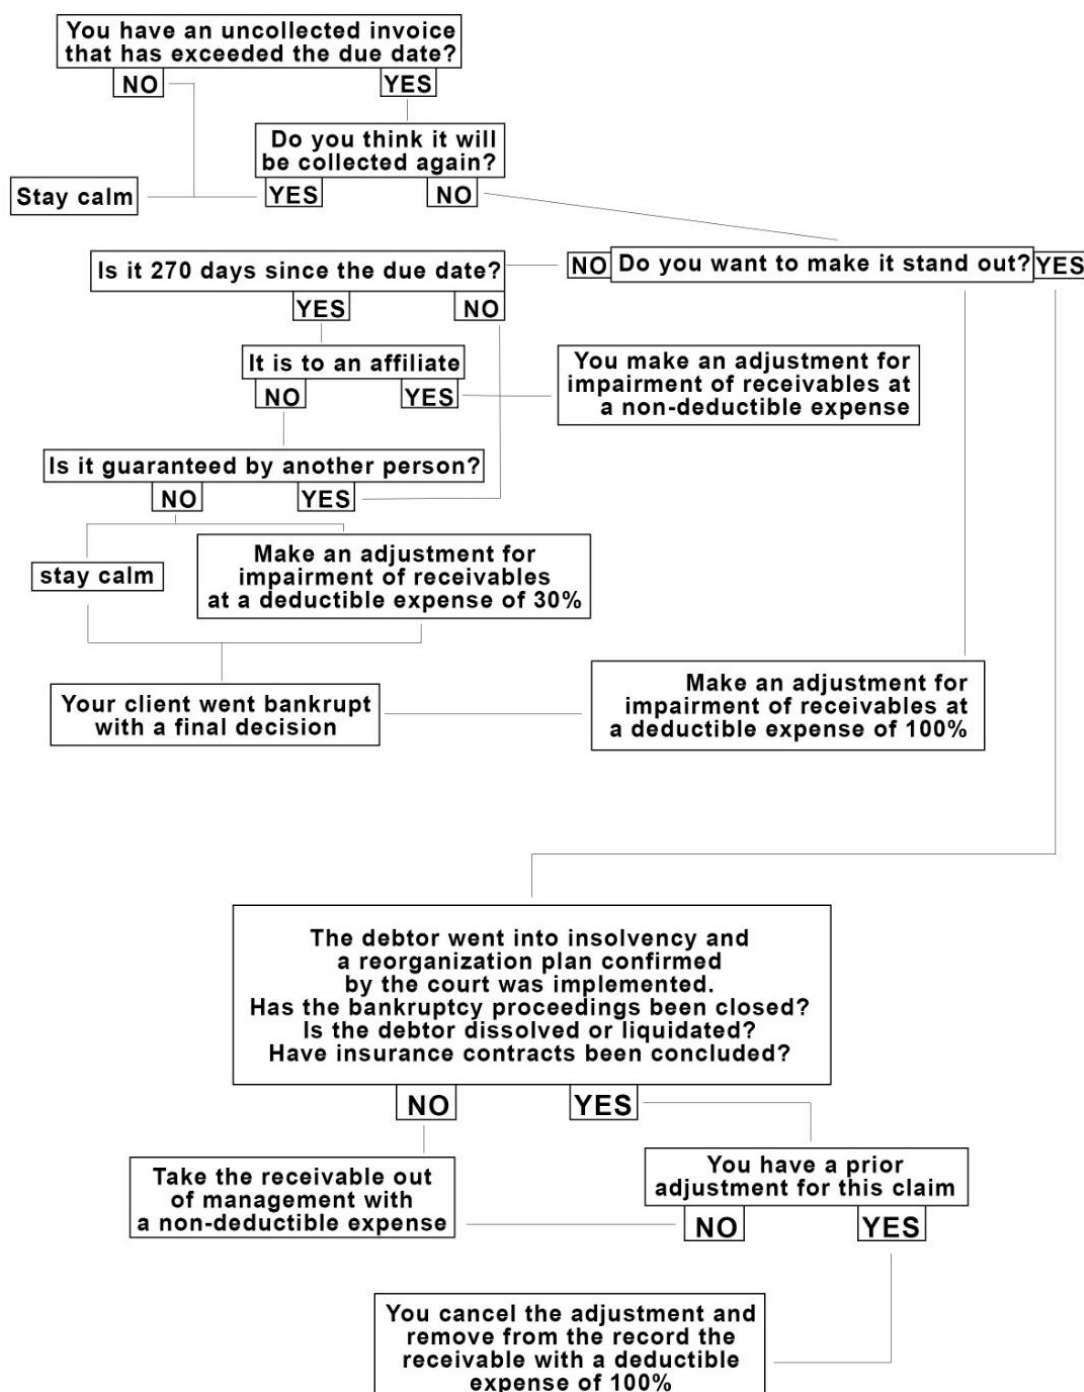 You have an uncollected invoice
that has exceeded the due date?
NO
YES
Do you think it will
be collected again?
YES
NO
Stay calm
Is it 270 days since the due date?
YES
NO
NO
Do you want to make it stand out?
YES
It is to an affiliate
NO
YES
You make an adjustment for
impairment of receivables at
a non-deductible expense
Is it guaranteed by another person?
NO
YES
stay calm
Make an adjustment for
impairment of receivables
at a deductible expense of 30%
Your client went bankrupt
with a final decision
Make an adjustment for
impairment of receivables at
a deductible expense of 100%
The debtor went into insolvency and
a reorganization plan confirmed
by the court was implemented.
Has the bankruptcy proceedings been closed?
Is the debtor dissolved or liquidated?
Have insurance contracts been concluded?
NO
YES
Take the receivable out
of management with
a non-deductible expense
You have a prior
adjustment for this claim
NO
YES
You cancel the adjustment and
remove from the record the
receivable with a deductible
expense of 100%